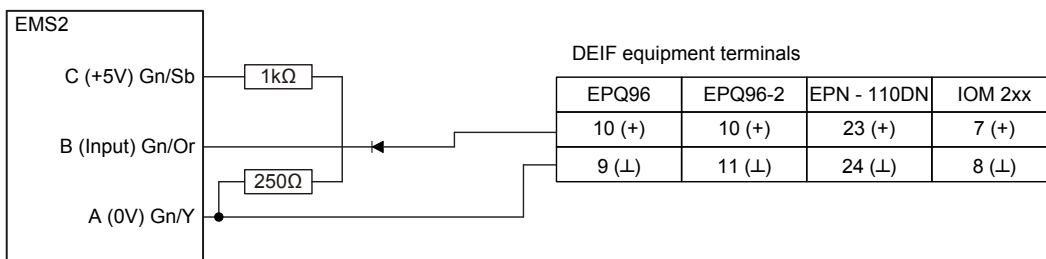 EMS2
C (+5V) Gn/Sb
1kΩ
B (Input) Gn/Or
250Ω
A (0V) Gn/Y
DEIF equipment terminals
EPQ96 EPQ96-2 EPN - 110DN IOM 2xx
10 (+) 10 (+) 23 (+) 7 (+)
9 (⊥) 11 (⊥) 24 (⊥) 8 (⊥)